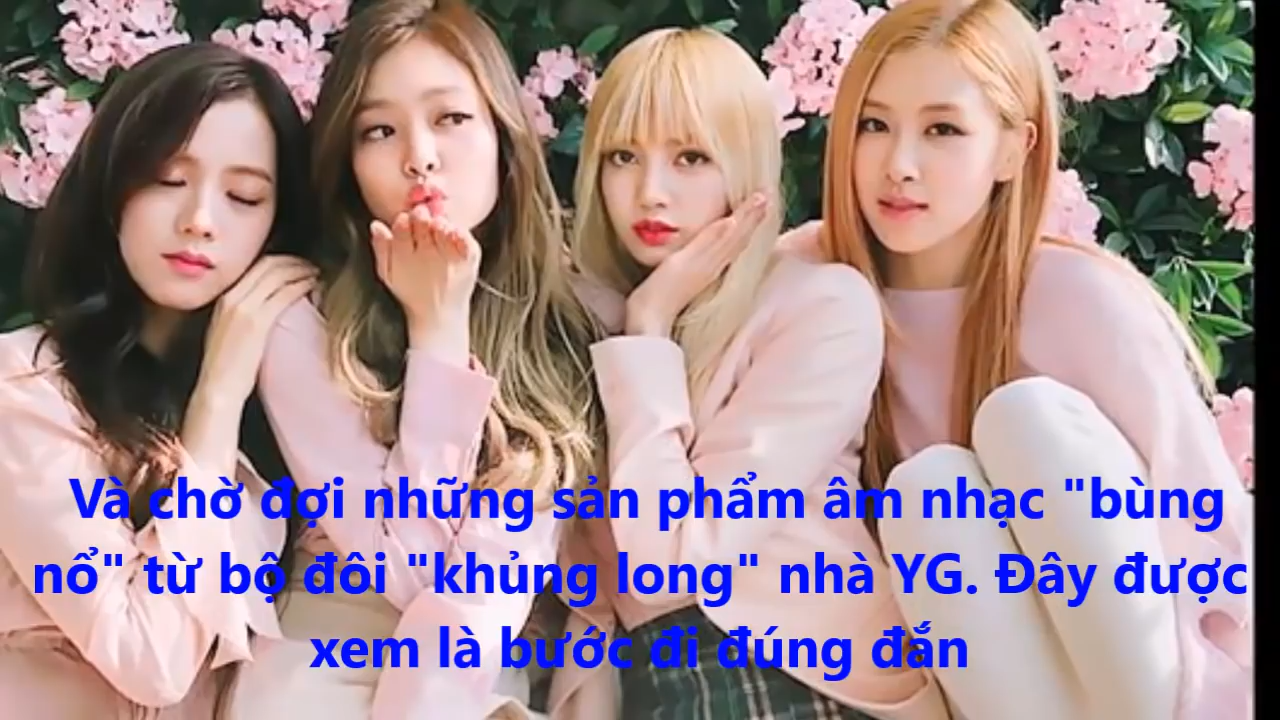 Và chờ đợi những sản phẩm âm nhạc "bùng
nổ" từ bộ đôi "khủng long" nhà YG. Đây được
xem là bước đi đúng đắn